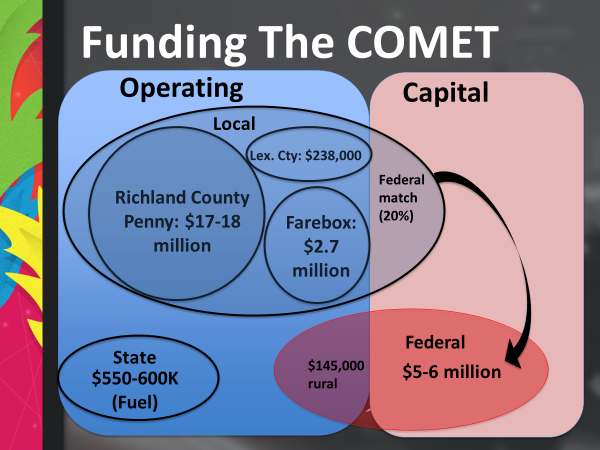 Funding The COMET
Operating
Capital
Local
Lex. Cty: $238,000
Richland County
Penny: $17-18
million
Farebox:
$2.7
million
Federal
match
(20%)
State
$550-600K
(Fuel)
$145,000
rural
Federal
$5-6 million